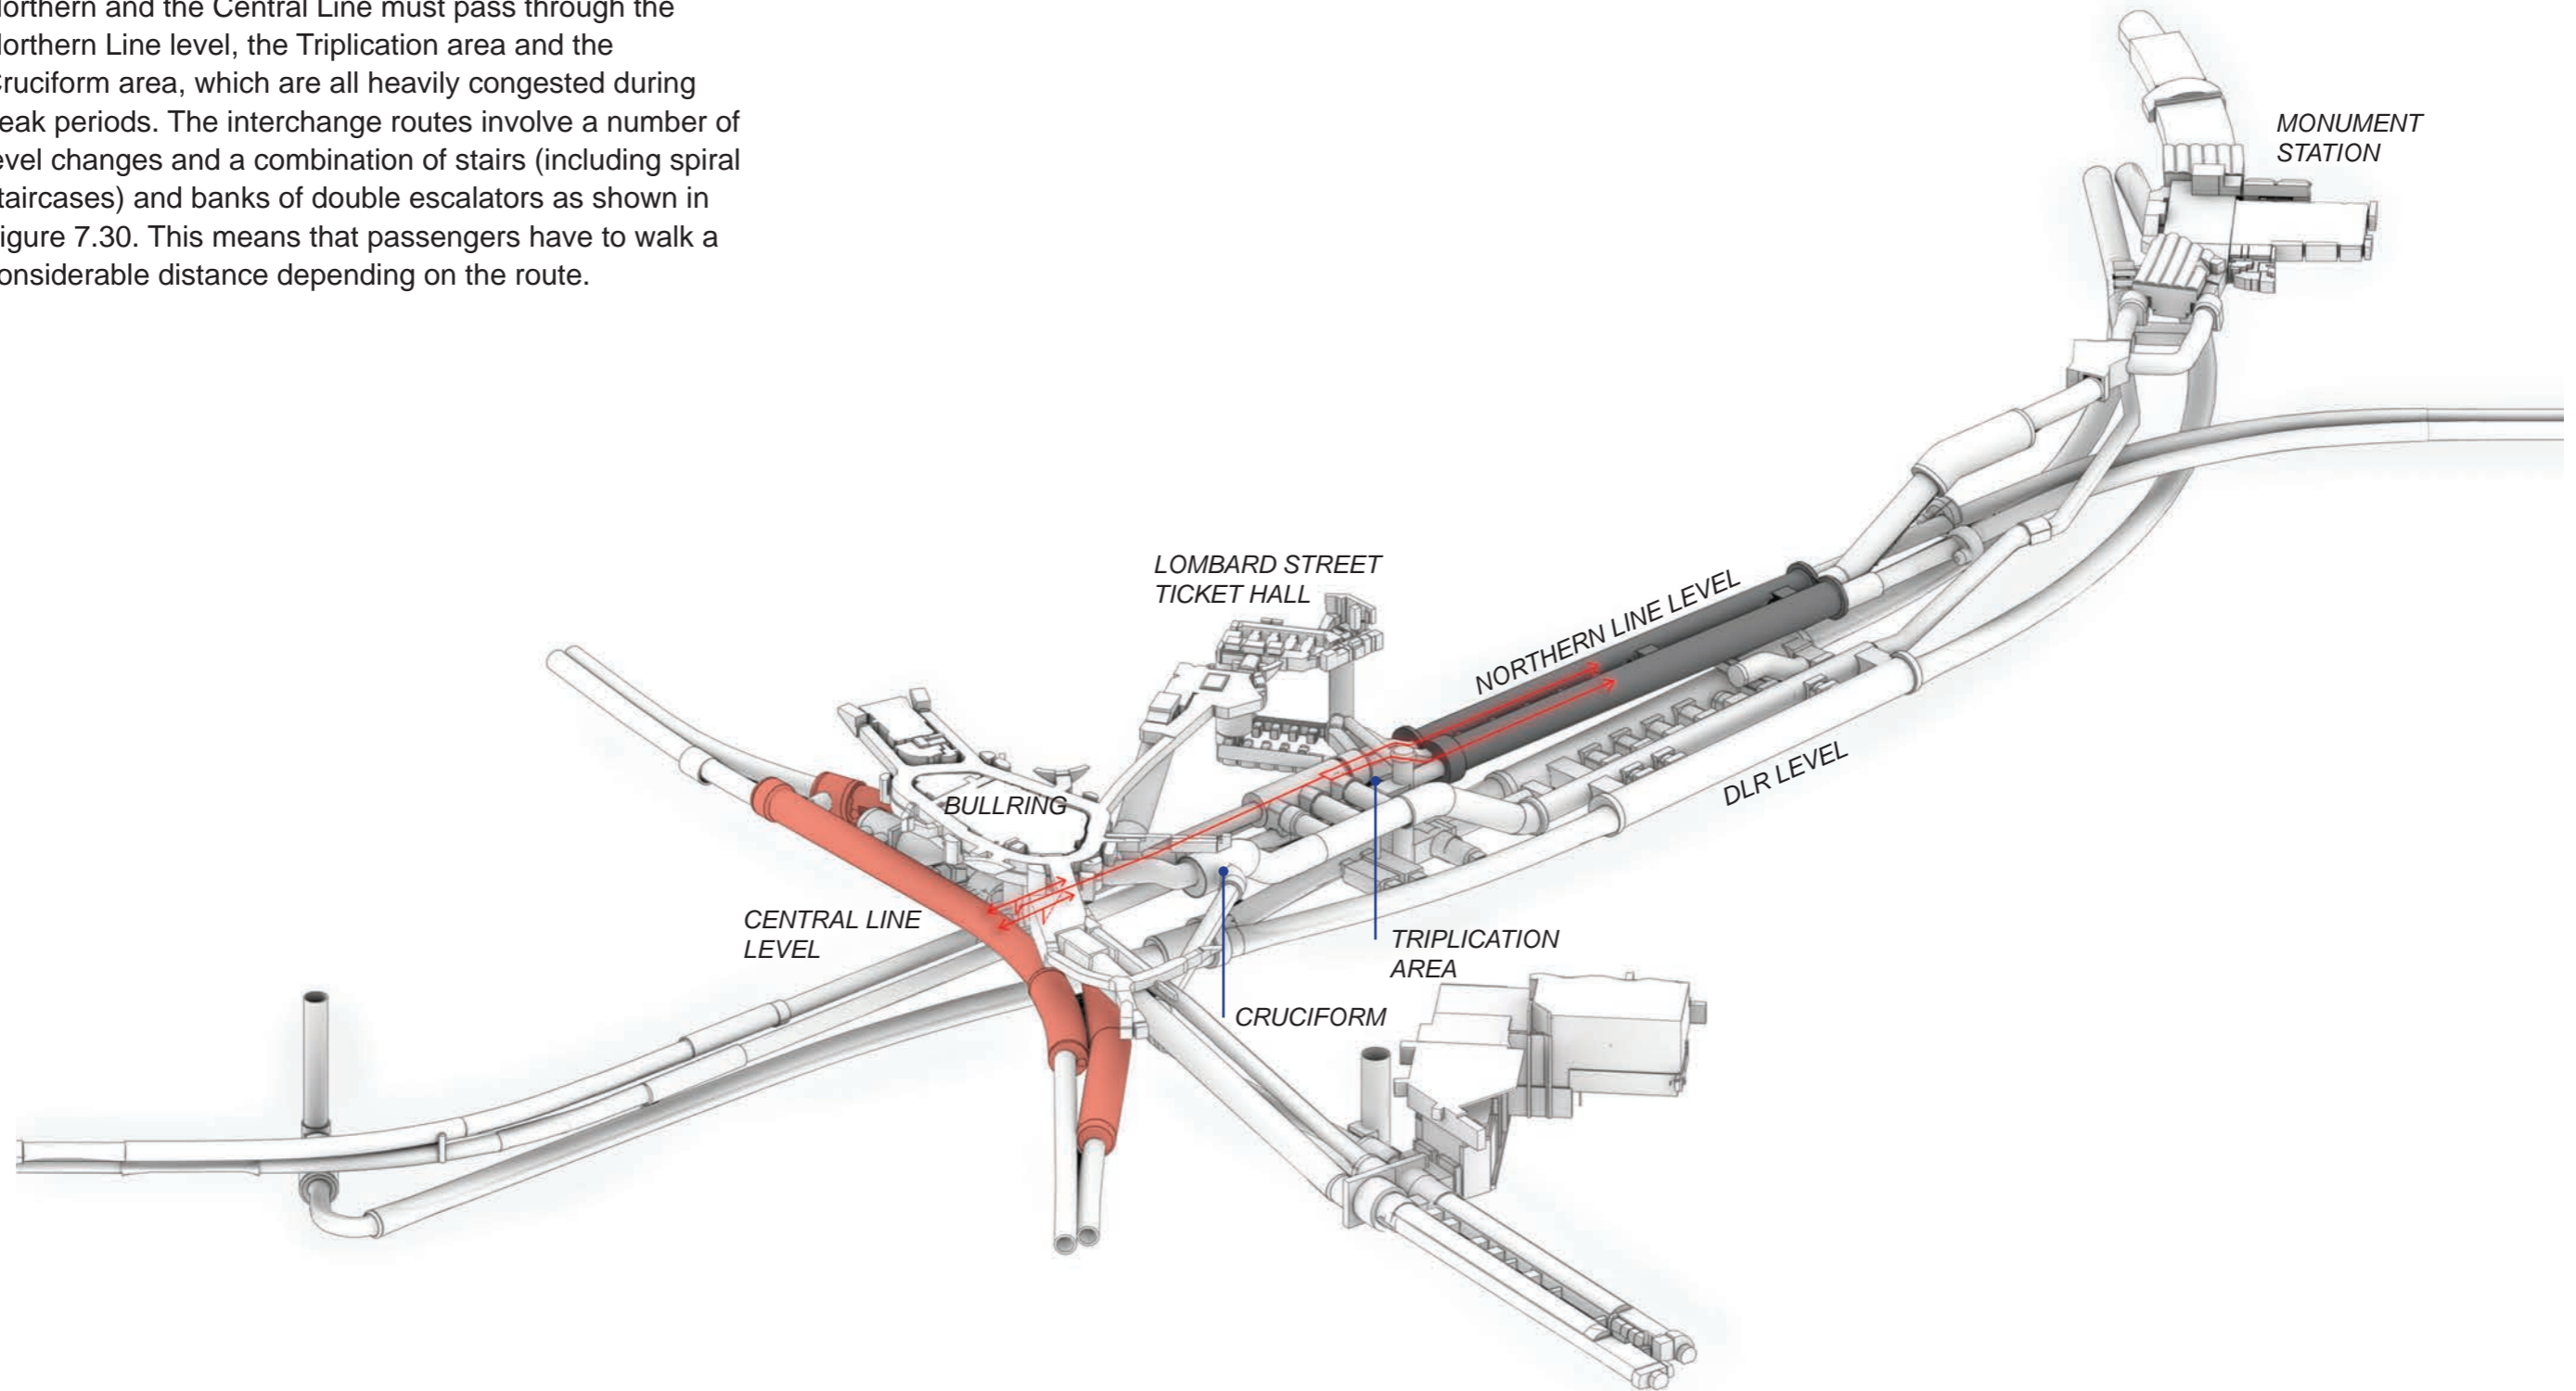 orthern and the Central Line must pass through the
orthern Line level, the Triplication area and the
ruciform area, which are all heavily congested during
eak periods. The interchange routes involve a number of
evel changes and a combination of stairs (including spiral
taircases) and banks of double escalators as shown in
igure 7.30. This means that passengers have to walk a
onsiderable distance depending on the route.
MONUMENT
STATION
LOMBARD STREET
TICKET HALL
NORTHERN LINE LEVEL
BULLRING
DLR LEVEL
CENTRAL LINE
LEVEL
TRIPLICATION
AREA
CRUCIFORM